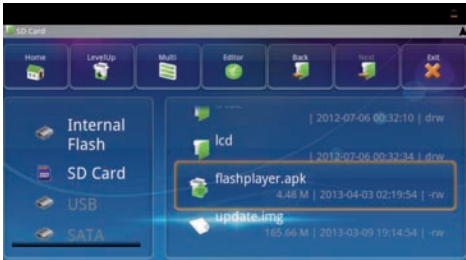 SD Card
Home LevelUp Multi Editor Back Next Exit
Internal
Flash
SD Card
USB
SATA
| 2012-07-06 00:32:10 | drw
lcd
| 2012-07-06 00:32:34 | drw
flashplayer.apk
4.48 M | 2013-04-03 02:19:54 | -rw
update.img
165.66 M | 2013-03-09 19:14:54 | -rw